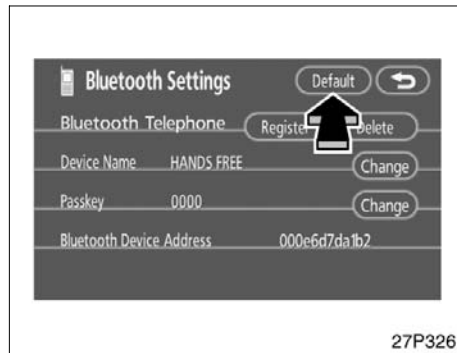 Bluetooth Settings Default
Bluetooth Telephone Register Delete
Device Name HANDS FREE Change
Passkey 0000 Change
Bluetooth Device Address 000e6d7da1b2
27P326